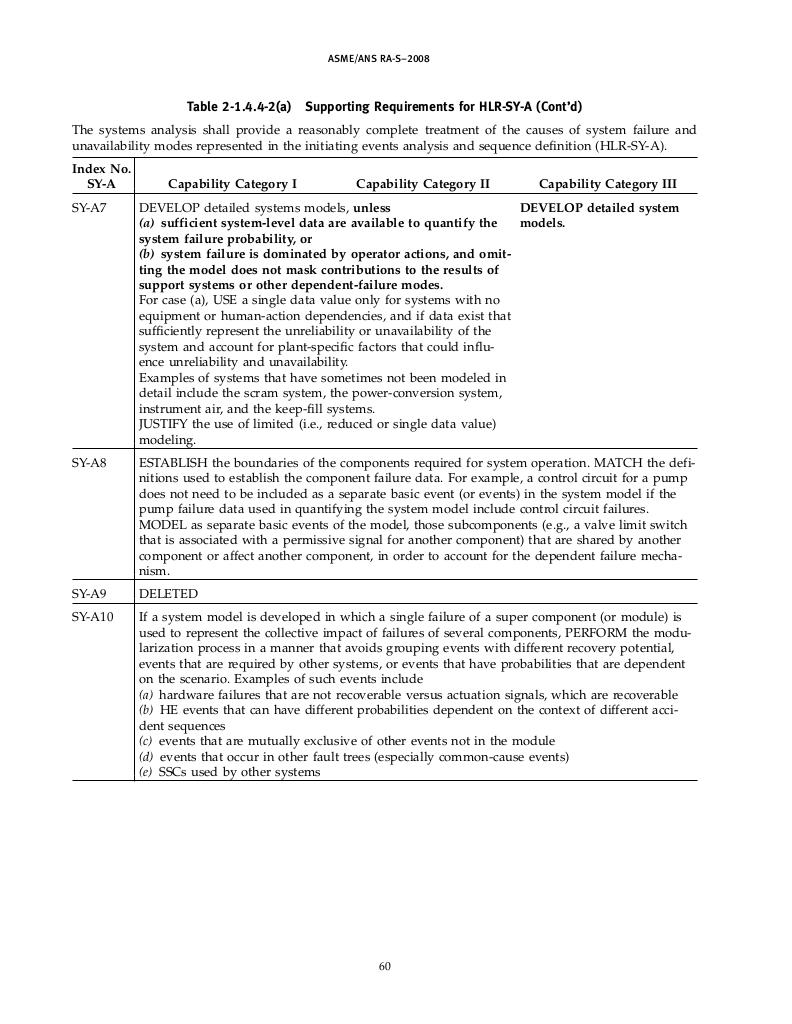 ASME/ANS RA-S–2008
Table 2-1.4.4-2(a) Supporting Requirements for HLR-SY-A (Cont'd)
The systems analysis shall provide a reasonably complete treatment of the causes of system failure and
unavailability modes represented in the initiating events analysis and sequence definition (HLR-SY-A).
Index No.
SY-A Capability Category I Capability Category II Capability Category III
SY-A7 DEVELOP detailed systems models, unless
(a) sufficient system-level data are available to quantify the
system failure probability, or
(b) system failure is dominated by operator actions, and omit-
ting the model does not mask contributions to the results of
support systems or other dependent-failure modes.
For case (a), USE a single data value only for systems with no
equipment or human-action dependencies, and if data exist that
sufficiently represent the unreliability or unavailability of the
system and account for plant-specific factors that could influ-
ence unreliability and unavailability.
Examples of systems that have sometimes not been modeled in
detail include the scram system, the power-conversion system,
instrument air, and the keep-fill systems.
JUSTIFY the use of limited (i.e., reduced or single data value)
modeling.
DEVELOP detailed system
models.
SY-A8 ESTABLISH the boundaries of the components required for system operation. MATCH the defi-
nitions used to establish the component failure data. For example, a control circuit for a pump
does not need to be included as a separate basic event (or events) in the system model if the
pump failure data used in quantifying the system model include control circuit failures.
MODEL as separate basic events of the model, those subcomponents (e.g., a valve limit switch
that is associated with a permissive signal for another component) that are shared by another
component or affect another component, in order to account for the dependent failure mecha-
nism.
SY-A9 DELETED
SY-A10 If a system model is developed in which a single failure of a super component (or module) is
used to represent the collective impact of failures of several components, PERFORM the modu-
larization process in a manner that avoids grouping events with different recovery potential,
events that are required by other systems, or events that have probabilities that are dependent
on the scenario. Examples of such events include
(a) hardware failures that are not recoverable versus actuation signals, which are recoverable
(b) HE events that can have different probabilities dependent on the context of different acci-
dent sequences
(c) events that are mutually exclusive of other events not in the module
(d) events that occur in other fault trees (especially common-cause events)
(e) SSCs used by other systems
60